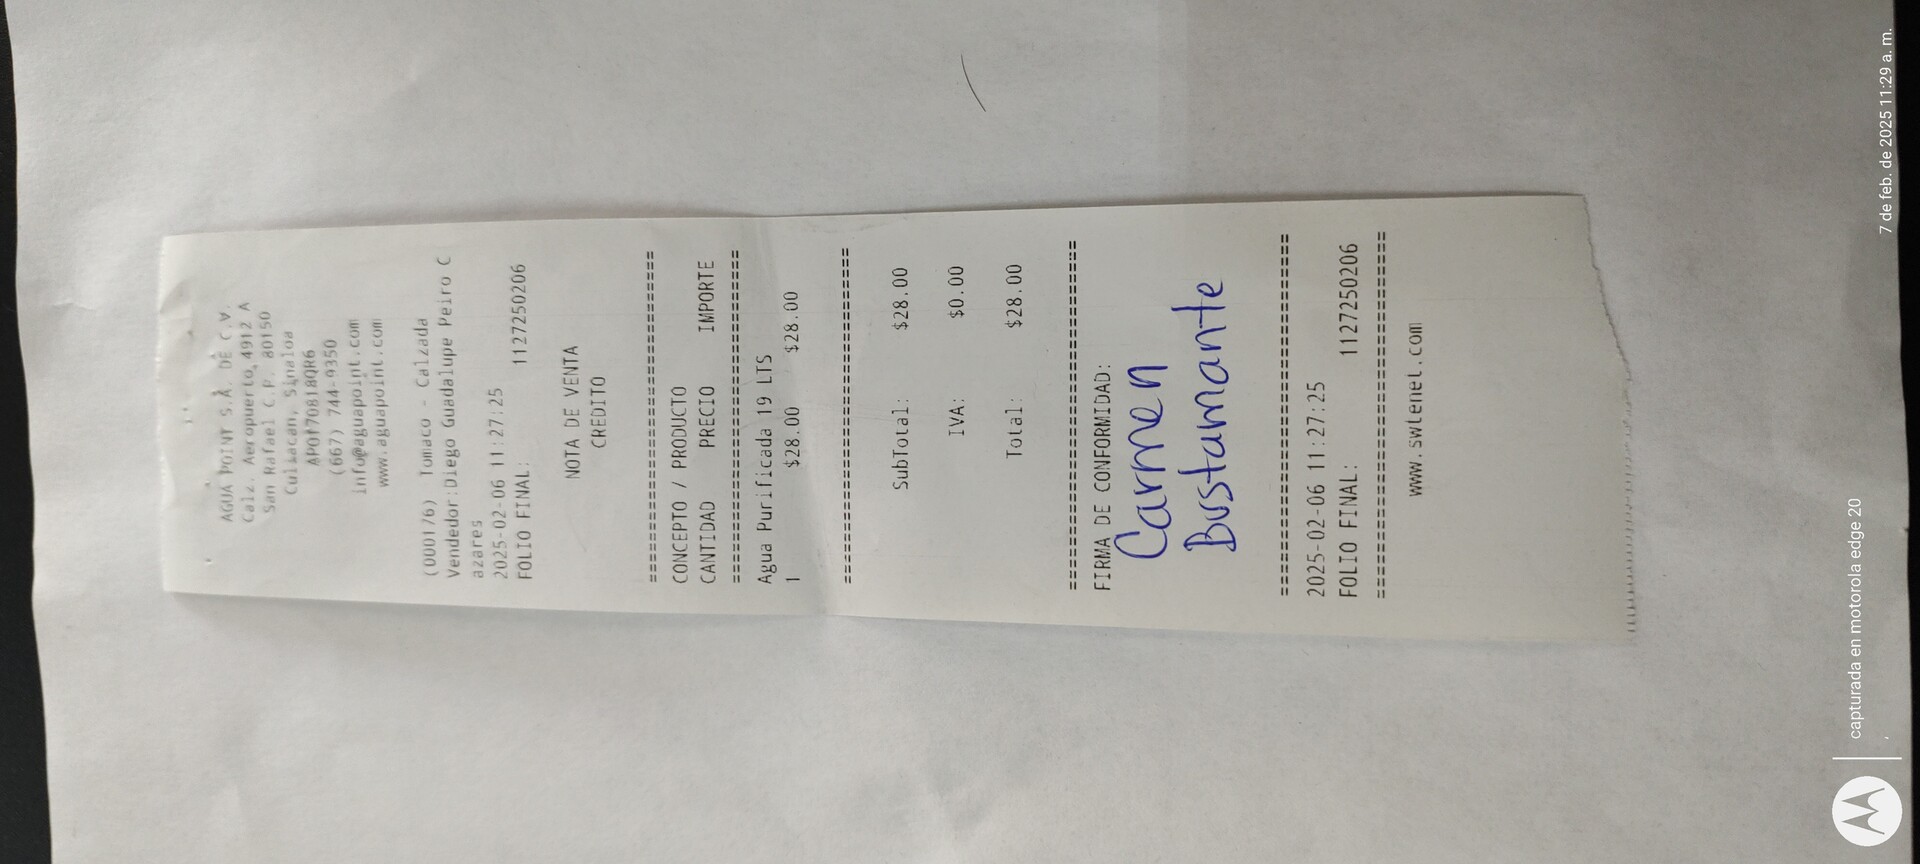 AGUA POINT S.A. DE C.V.
Calz. Aeropuerto, 4912 A
San Rafael C.P. 80150
Culiacan, Sinaloa
APO170818QR6
(667) 744-9350
info@aguapoint.com
www.aguapoint.com
(000176) Tomaco - Calzada
Vendedor:Diego Guadalupe Peiro C
azares
2025-02-06 11:27:25
FOLIO FINAL: 1127250206
NOTA DE VENTA
CREDITO
================================
CONCEPTO / PRODUCTO
CANTIDAD PRECIO IMPORTE
================================
Agua Purificada 19 LTS
1 $28.00 $28.00
================================
SubTotal: $28.00
IVA: $0.00
Total: $28.00
================================
FIRMA DE CONFORMIDAD:
Carmen
Bustamante
================================
2025-02-06 11:27:25
FOLIO FINAL: 1127250206
================================
www.swtenet.com
7 de feb. de 2025 11:29 a. m.
capturada en motorola edge 20